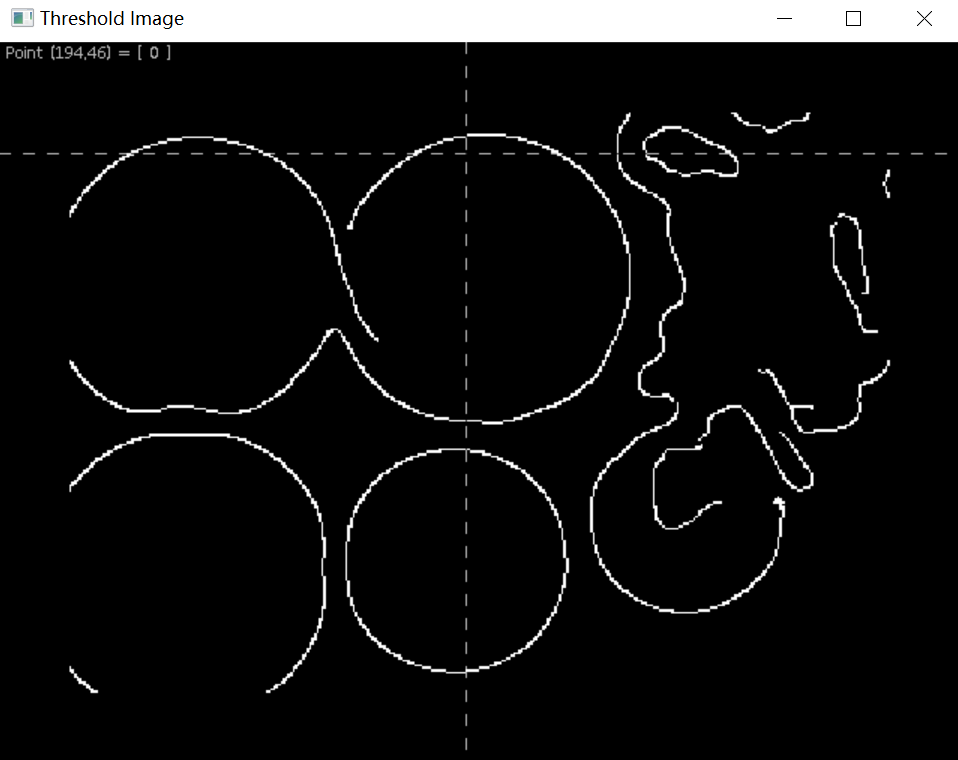 Threshold Image
Point (194,46) = [ 0 ]